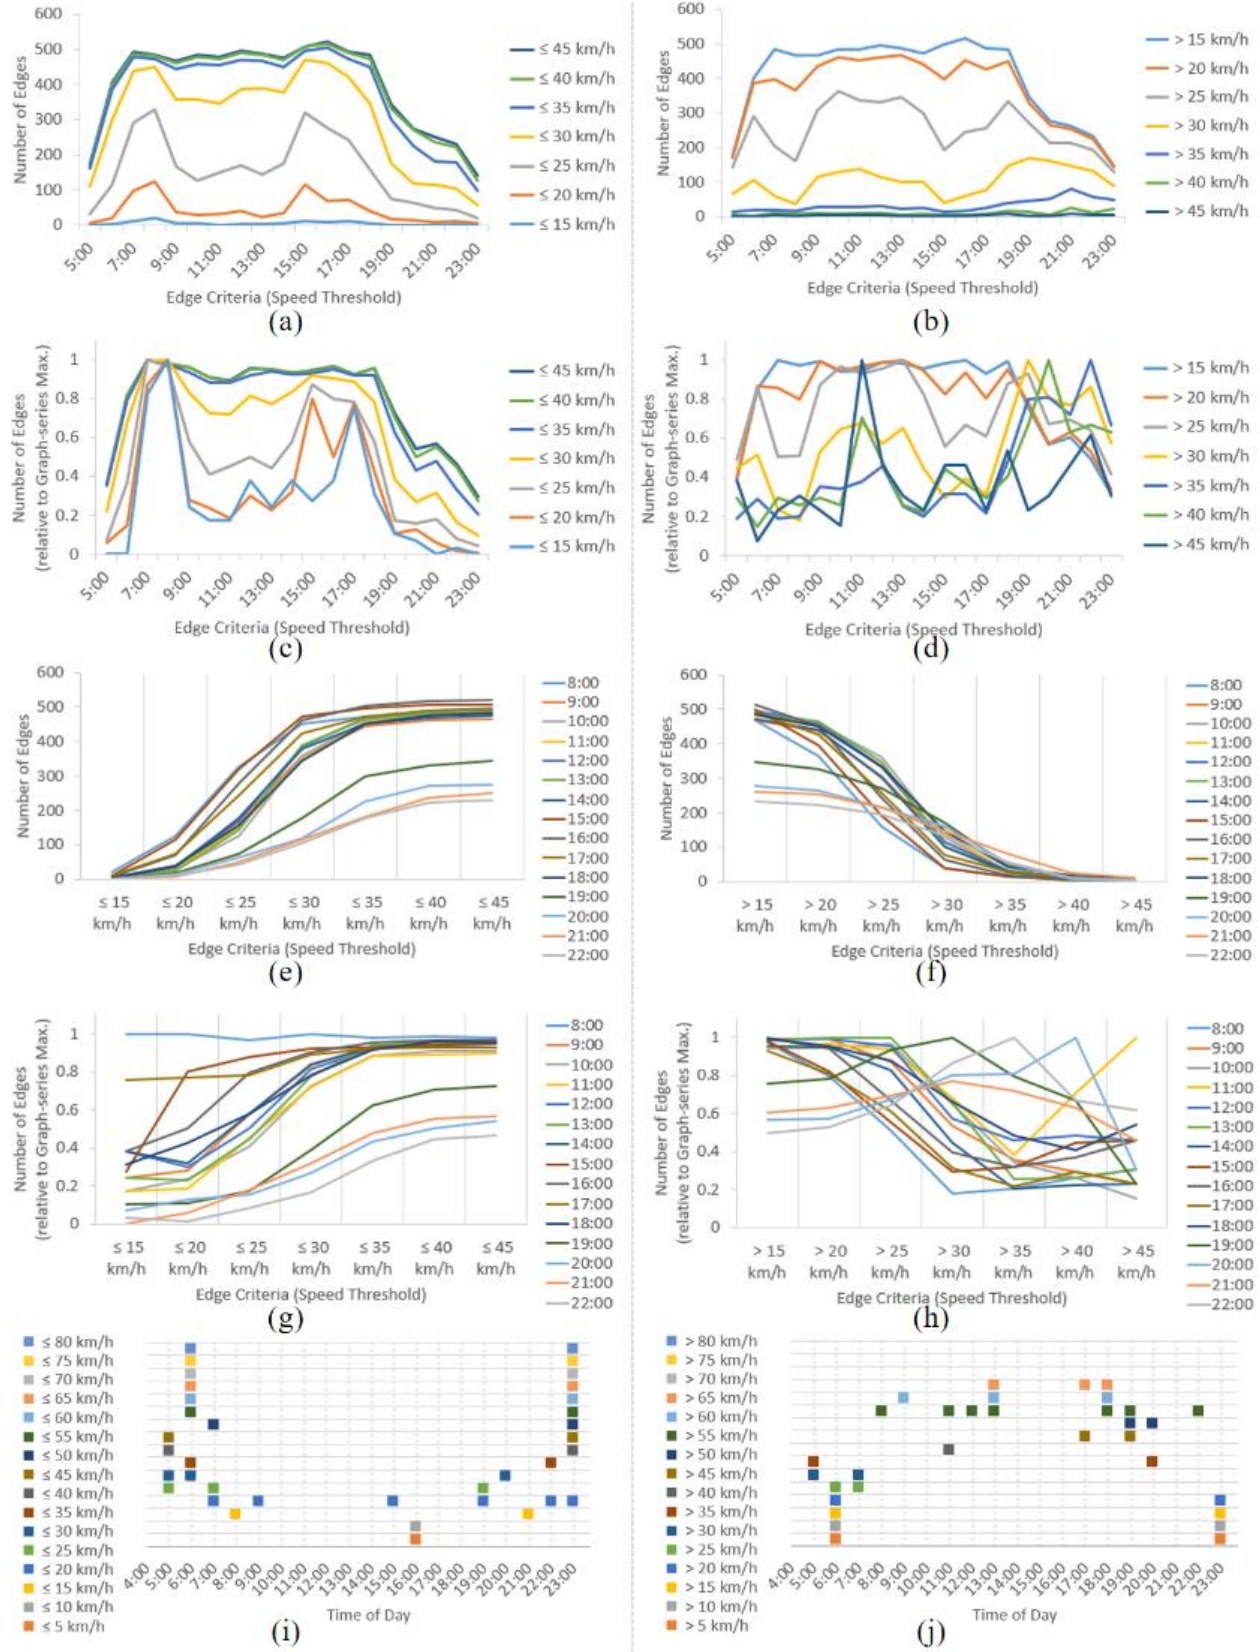 600
500
400
300
200
100
0
Number of Edges
5:00
7:00
9:00
11:00
13:00
15:00
17:00
19:00
21:00
23:00
Edge Criteria (Speed Threshold)
≤ 45 km/h
≤ 40 km/h
≤ 35 km/h
≤ 30 km/h
≤ 25 km/h
≤ 20 km/h
≤ 15 km/h
(a)
600
500
400
300
200
100
0
Number of Edges
5:00
7:00
9:00
11:00
13:00
15:00
17:00
19:00
21:00
23:00
Edge Criteria (Speed Threshold)
> 15 km/h
> 20 km/h
> 25 km/h
> 30 km/h
> 35 km/h
> 40 km/h
> 45 km/h
(b)
1
0.8
0.6
0.4
0.2
0
Number of Edges
(relative to Graph-series Max.)
5:00
7:00
9:00
11:00
13:00
15:00
17:00
19:00
21:00
23:00
Edge Criteria (Speed Threshold)
≤ 45 km/h
≤ 40 km/h
≤ 35 km/h
≤ 30 km/h
≤ 25 km/h
≤ 20 km/h
≤ 15 km/h
(c)
1
0.8
0.6
0.4
0.2
0
Number of Edges
(relative to Graph-series Max.)
5:00
7:00
9:00
11:00
13:00
15:00
17:00
19:00
21:00
23:00
Edge Criteria (Speed Threshold)
> 15 km/h
> 20 km/h
> 25 km/h
> 30 km/h
> 35 km/h
> 40 km/h
> 45 km/h
(d)
600
500
400
300
200
100
0
Number of Edges
≤ 15 ≤ 20 ≤ 25 ≤ 30 ≤ 35 ≤ 40 ≤ 45
km/h km/h km/h km/h km/h km/h km/h
Edge Criteria (Speed Threshold)
8:00
9:00
10:00
11:00
12:00
13:00
14:00
15:00
16:00
17:00
18:00
19:00
20:00
21:00
22:00
(e)
600
500
400
300
200
100
0
Number of Edges
> 15 > 20 > 25 > 30 > 35 > 40 > 45
km/h km/h km/h km/h km/h km/h km/h
Edge Criteria (Speed Threshold)
8:00
9:00
10:00
11:00
12:00
13:00
14:00
15:00
16:00
17:00
18:00
19:00
20:00
21:00
22:00
(f)
1
0.8
0.6
0.4
0.2
0
Number of Edges
(relative to Graph-series Max.)
≤ 15 ≤ 20 ≤ 25 ≤ 30 ≤ 35 ≤ 40 ≤ 45
km/h km/h km/h km/h km/h km/h km/h
Edge Criteria (Speed Threshold)
8:00
9:00
10:00
11:00
12:00
13:00
14:00
15:00
16:00
17:00
18:00
19:00
20:00
21:00
22:00
(g)
1
0.8
0.6
0.4
0.2
0
Number of Edges
(relative to Graph-series Max.)
> 15 > 20 > 25 > 30 > 35 > 40 > 45
km/h km/h km/h km/h km/h km/h km/h
Edge Criteria (Speed Threshold)
8:00
9:00
10:00
11:00
12:00
13:00
14:00
15:00
16:00
17:00
18:00
19:00
20:00
21:00
22:00
(h)
≤ 80 km/h
≤ 75 km/h
≤ 70 km/h
≤ 65 km/h
≤ 60 km/h
≤ 55 km/h
≤ 50 km/h
≤ 45 km/h
≤ 40 km/h
≤ 35 km/h
≤ 30 km/h
≤ 25 km/h
≤ 20 km/h
≤ 15 km/h
≤ 10 km/h
≤ 5 km/h
4:00
5:00
6:00
7:00
8:00
9:00
10:00
11:00
12:00
13:00
14:00
15:00
16:00
17:00
18:00
19:00
20:00
21:00
22:00
23:00
Time of Day
(i)
> 80 km/h
> 75 km/h
> 70 km/h
> 65 km/h
> 60 km/h
> 55 km/h
> 50 km/h
> 45 km/h
> 40 km/h
> 35 km/h
> 30 km/h
> 25 km/h
> 20 km/h
> 15 km/h
> 10 km/h
> 5 km/h
4:00
5:00
6:00
7:00
8:00
9:00
10:00
11:00
12:00
13:00
14:00
15:00
16:00
17:00
18:00
19:00
20:00
21:00
22:00
23:00
Time of Day
(j)